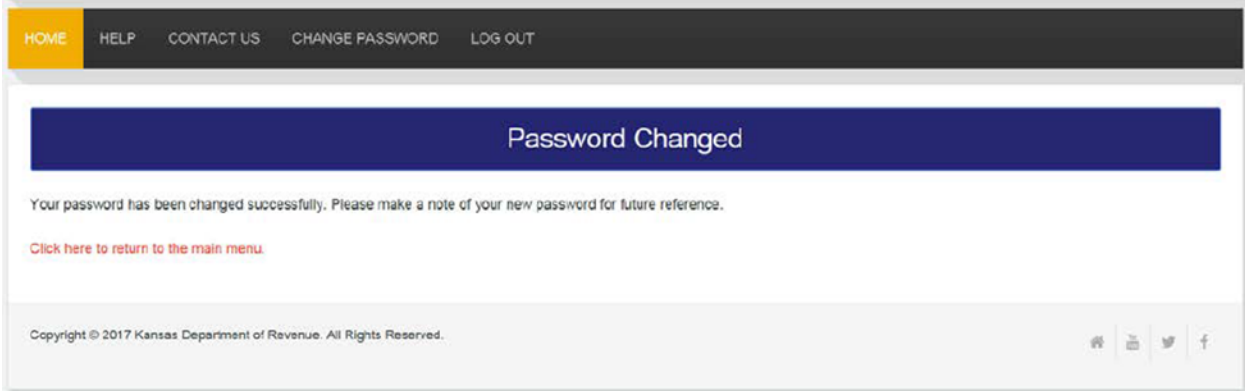 HOME HELP CONTACT US CHANGE PASSWORD LOG OUT
Password Changed
Your password has been changed successfully. Please make a note of your new password for future reference.
Click here to return to the main menu.
Copyright © 2017 Kansas Department of Revenue. All Rights Reserved.